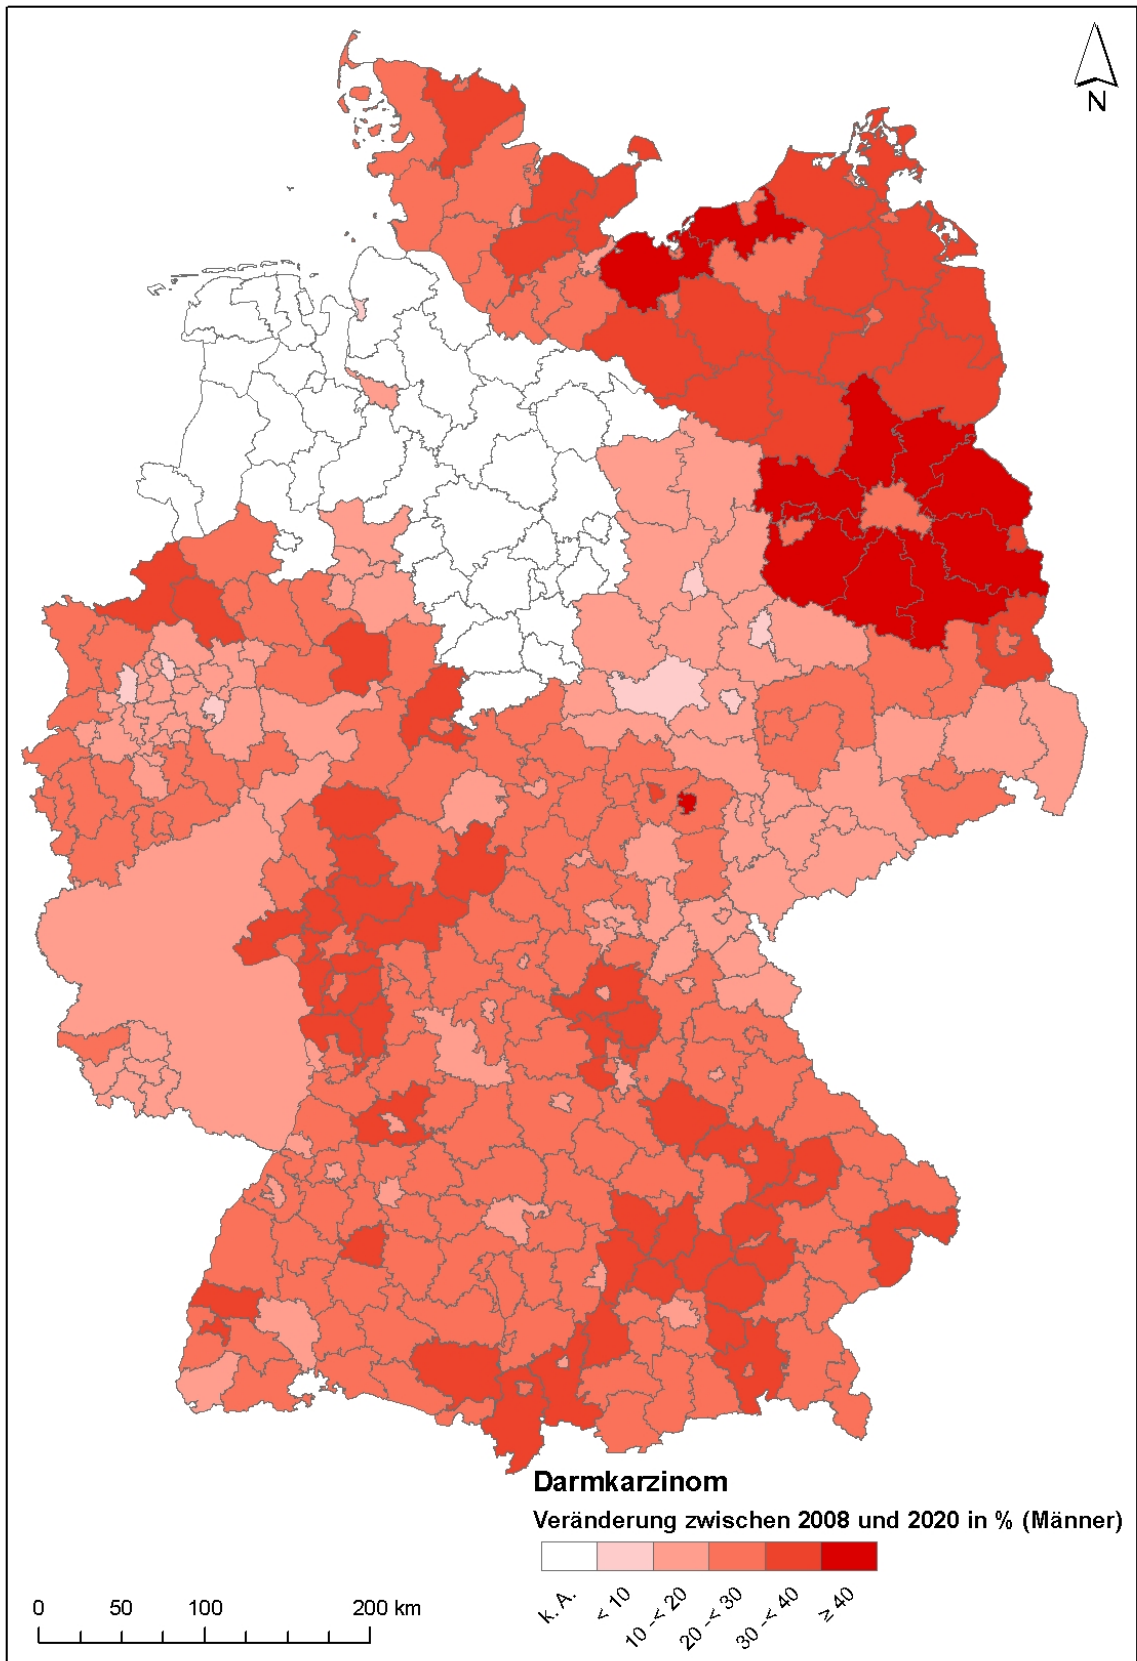 N
Darmkarzinom
Veränderung zwischen 2008 und 2020 in % (Männer)
k. A.
< 10
10 -< 20
20 -< 30
30 -< 40
≥ 40
0 50 100 200 km